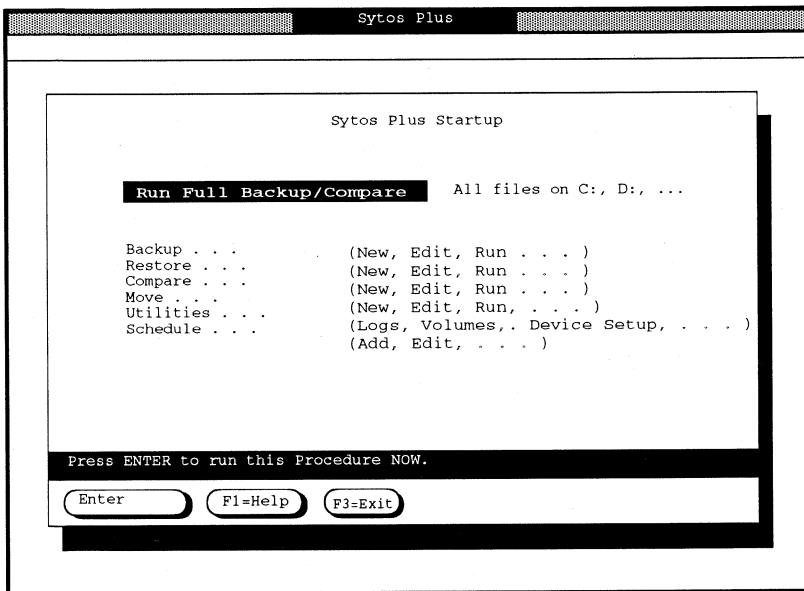 Sytos Plus
Sytos Plus Startup
Run Full Backup/Compare All files on C:, D:, ...
Backup . . . (New, Edit, Run . . . )
Restore . . . (New, Edit, Run . . . )
Compare . . . (New, Edit, Run . . . )
Move . . . (New, Edit, Run, . . . )
Utilities . . . (Logs, Volumes,. Device Setup, . . . )
Schedule . . . (Add, Edit, . . . )
Press ENTER to run this Procedure NOW.
Enter F1=Help F3=Exit